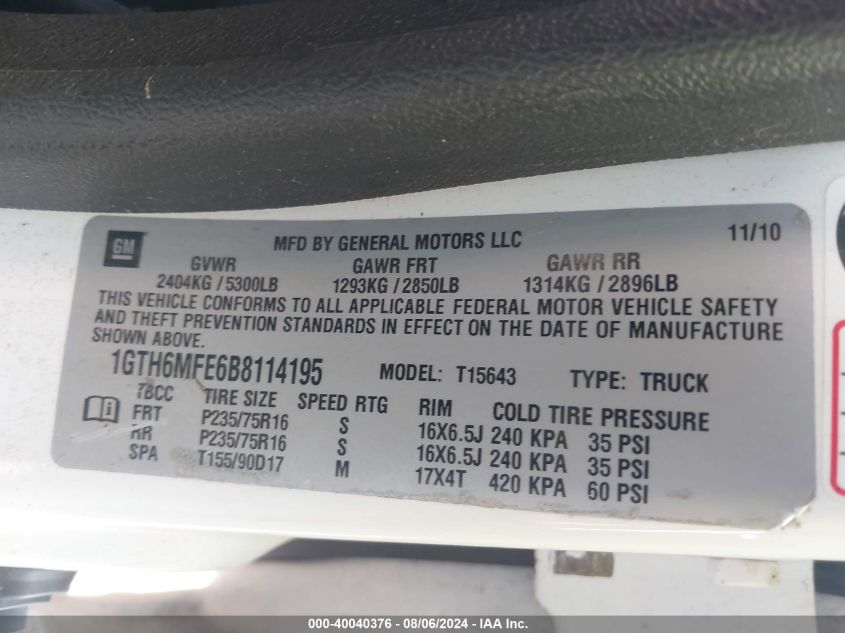 GM
MFD BY GENERAL MOTORS LLC 11/10
GVWR GAWR FRT GAWR RR
2404KG / 5300LB 1293KG / 2850LB 1314KG / 2896LB
THIS VEHICLE CONFORMS TO ALL APPLICABLE FEDERAL MOTOR VEHICLE SAFETY
AND THEFT PREVENTION STANDARDS IN EFFECT ON THE DATE OF MANUFACTURE
SHOWN ABOVE.
1GTH6MFE6B8114195 MODEL: T15643 TYPE: TRUCK
7BCC TIRE SIZE SPEED RTG RIM COLD TIRE PRESSURE
FRT P235/75R16 S 16X6.5J 240 KPA 35 PSI
RR P235/75R16 S 16X6.5J 240 KPA 35 PSI
SPA T155/90D17 M 17X4T 420 KPA 60 PSI
000-40040376 - 08/06/2024 - IAA Inc.